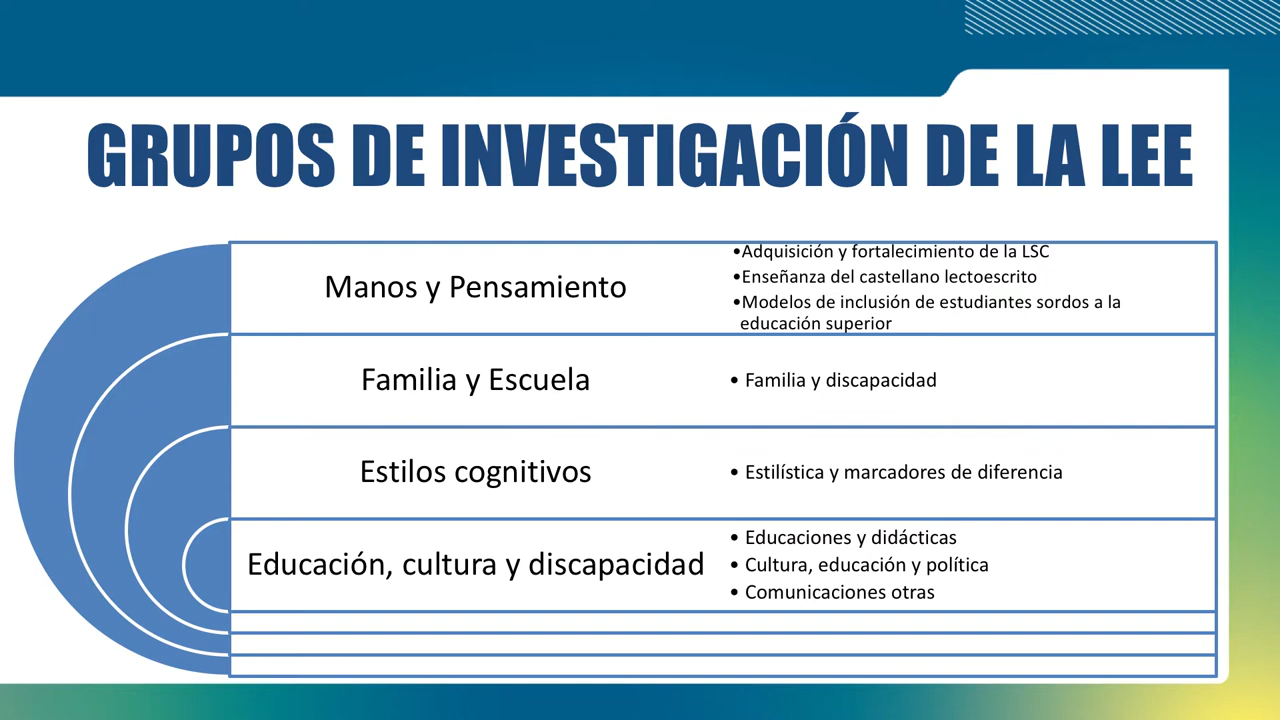 GRUPOS DE INVESTIGACIÓN DE LA LEE
Manos y Pensamiento
•Adquisición y fortalecimiento de la LSC
•Enseñanza del castellano lectoescrito
•Modelos de inclusión de estudiantes sordos a la
educación superior
Familia y Escuela
• Familia y discapacidad
Estilos cognitivos
• Estilística y marcadores de diferencia
Educación, cultura y discapacidad
• Educaciones y didácticas
• Cultura, educación y política
• Comunicaciones otras